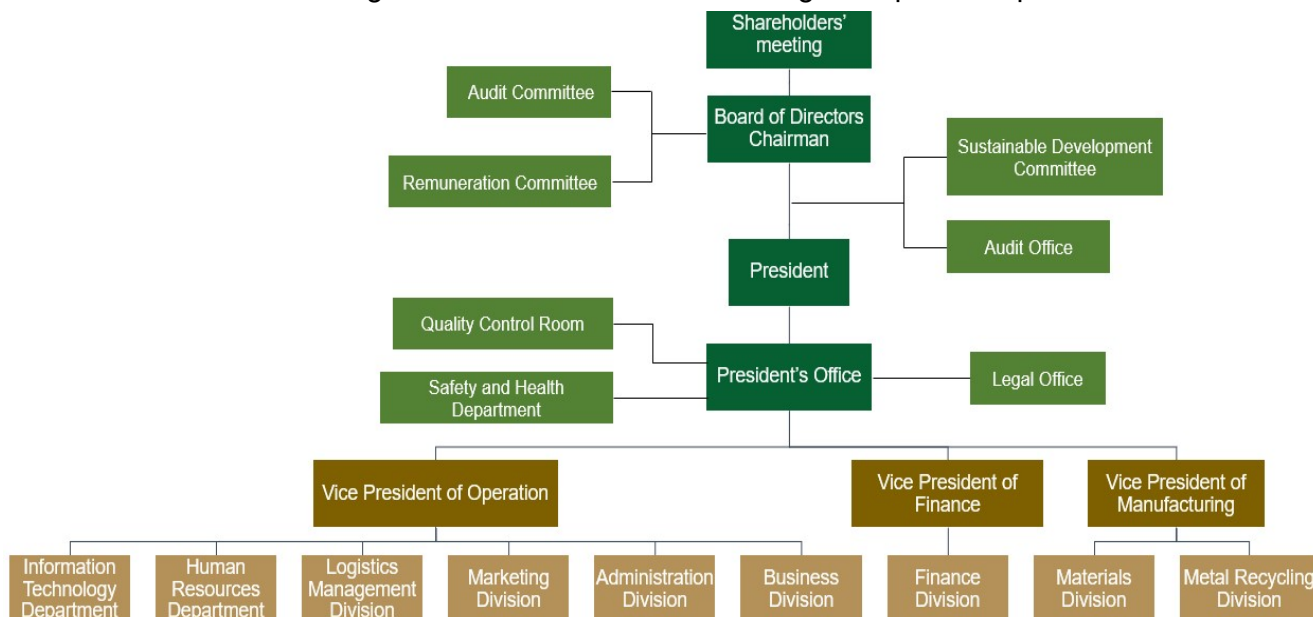 Shareholders'
meeting
Audit Committee
Board of Directors
Chairman
Sustainable Development
Committee
Remuneration Committee
Audit Office
President
Quality Control Room
President's Office
Legal Office
Safety and Health
Department
Vice President of Operation
Vice President of
Finance
Vice President of
Manufacturing
Information
Technology
Department
Human
Resources
Department
Logistics
Management
Division
Marketing
Division
Administration
Division
Business
Division
Finance
Division
Materials
Division
Metal Recycling
Division